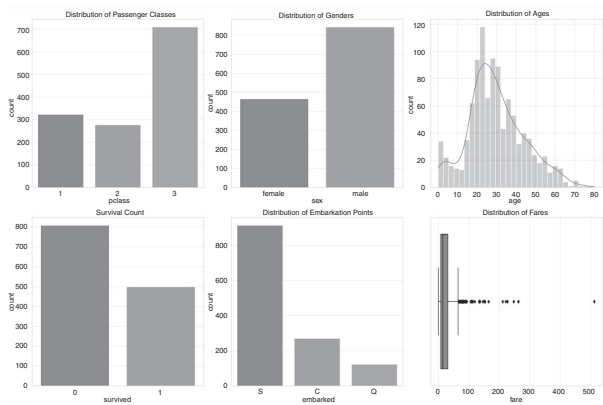 Distribution of Passenger Classes
700
600
500
400
300
200
100
0
count
1 2 3
pclass
Distribution of Genders
800
700
600
500
400
300
200
100
0
count
female male
sex
Distribution of Ages
120
100
80
60
40
20
0
count
0 10 20 30 40 50 60 70 80
age
Survival Count
800
700
600
500
400
300
200
100
0
count
0 1
survived
Distribution of Embarkation Points
800
600
400
200
0
count
S C Q
embarked
Distribution of Fares
0 100 200 300 400 500
fare